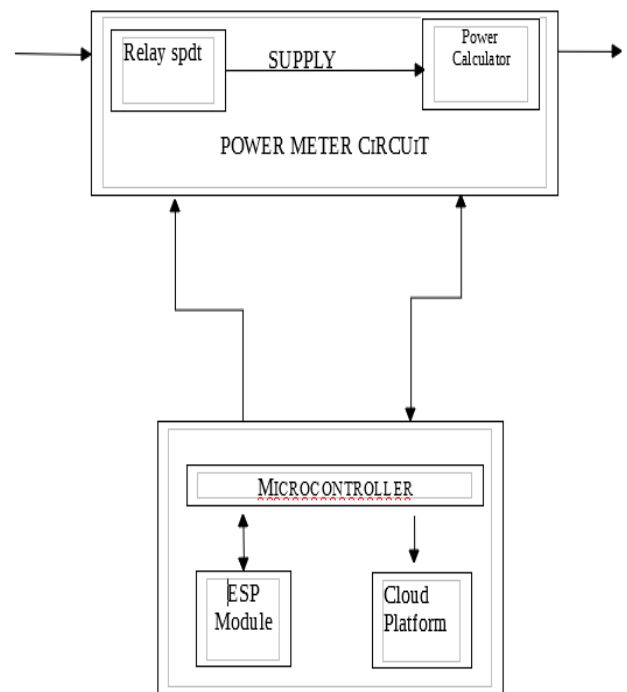 Relay spdt
SUPPLY
Power
Calculator
POWER METER CIRCUIT
MICROCONTROLLER
ESP
Module
Cloud
Platform